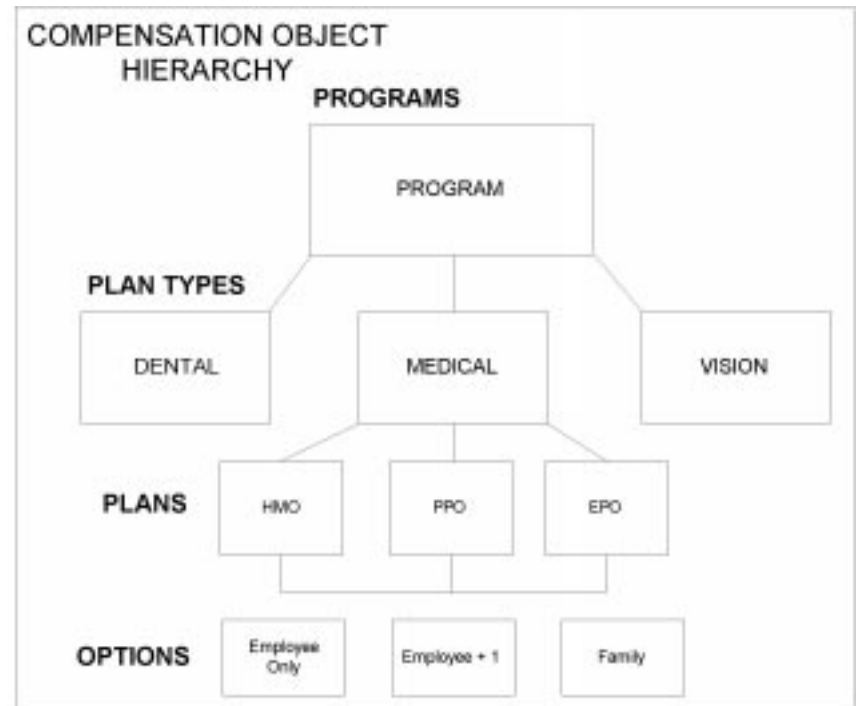 COMPENSATION OBJECT
HIERARCHY
PROGRAMS
PROGRAM
PLAN TYPES
DENTAL
MEDICAL
VISION
PLANS
HMO
PPO
EPO
OPTIONS
Employee
Only
Employee + 1
Family